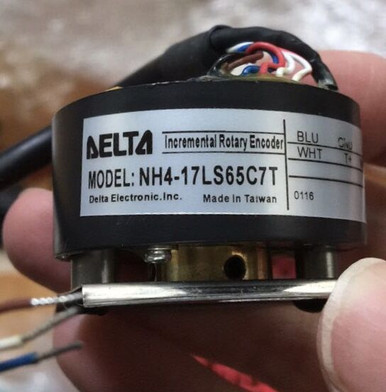 DELTA Incremental Rotary Encoder
MODEL: NH4-17LS65C7T
Delta Electronic.Inc. Made in Taiwan
BLU
WHT T+
0116